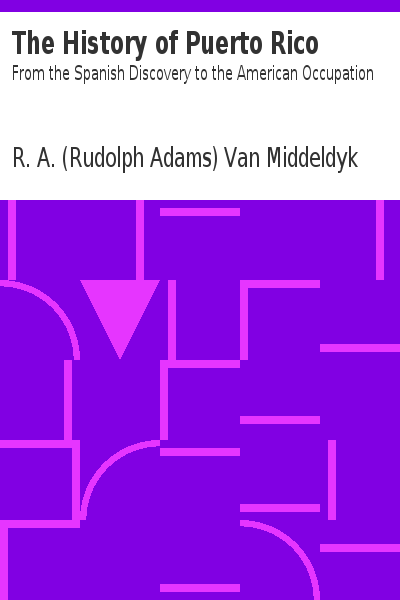 The History of Puerto Rico
From the Spanish Discovery to the American Occupation
R. A. (Rudolph Adams) Van Middeldyk